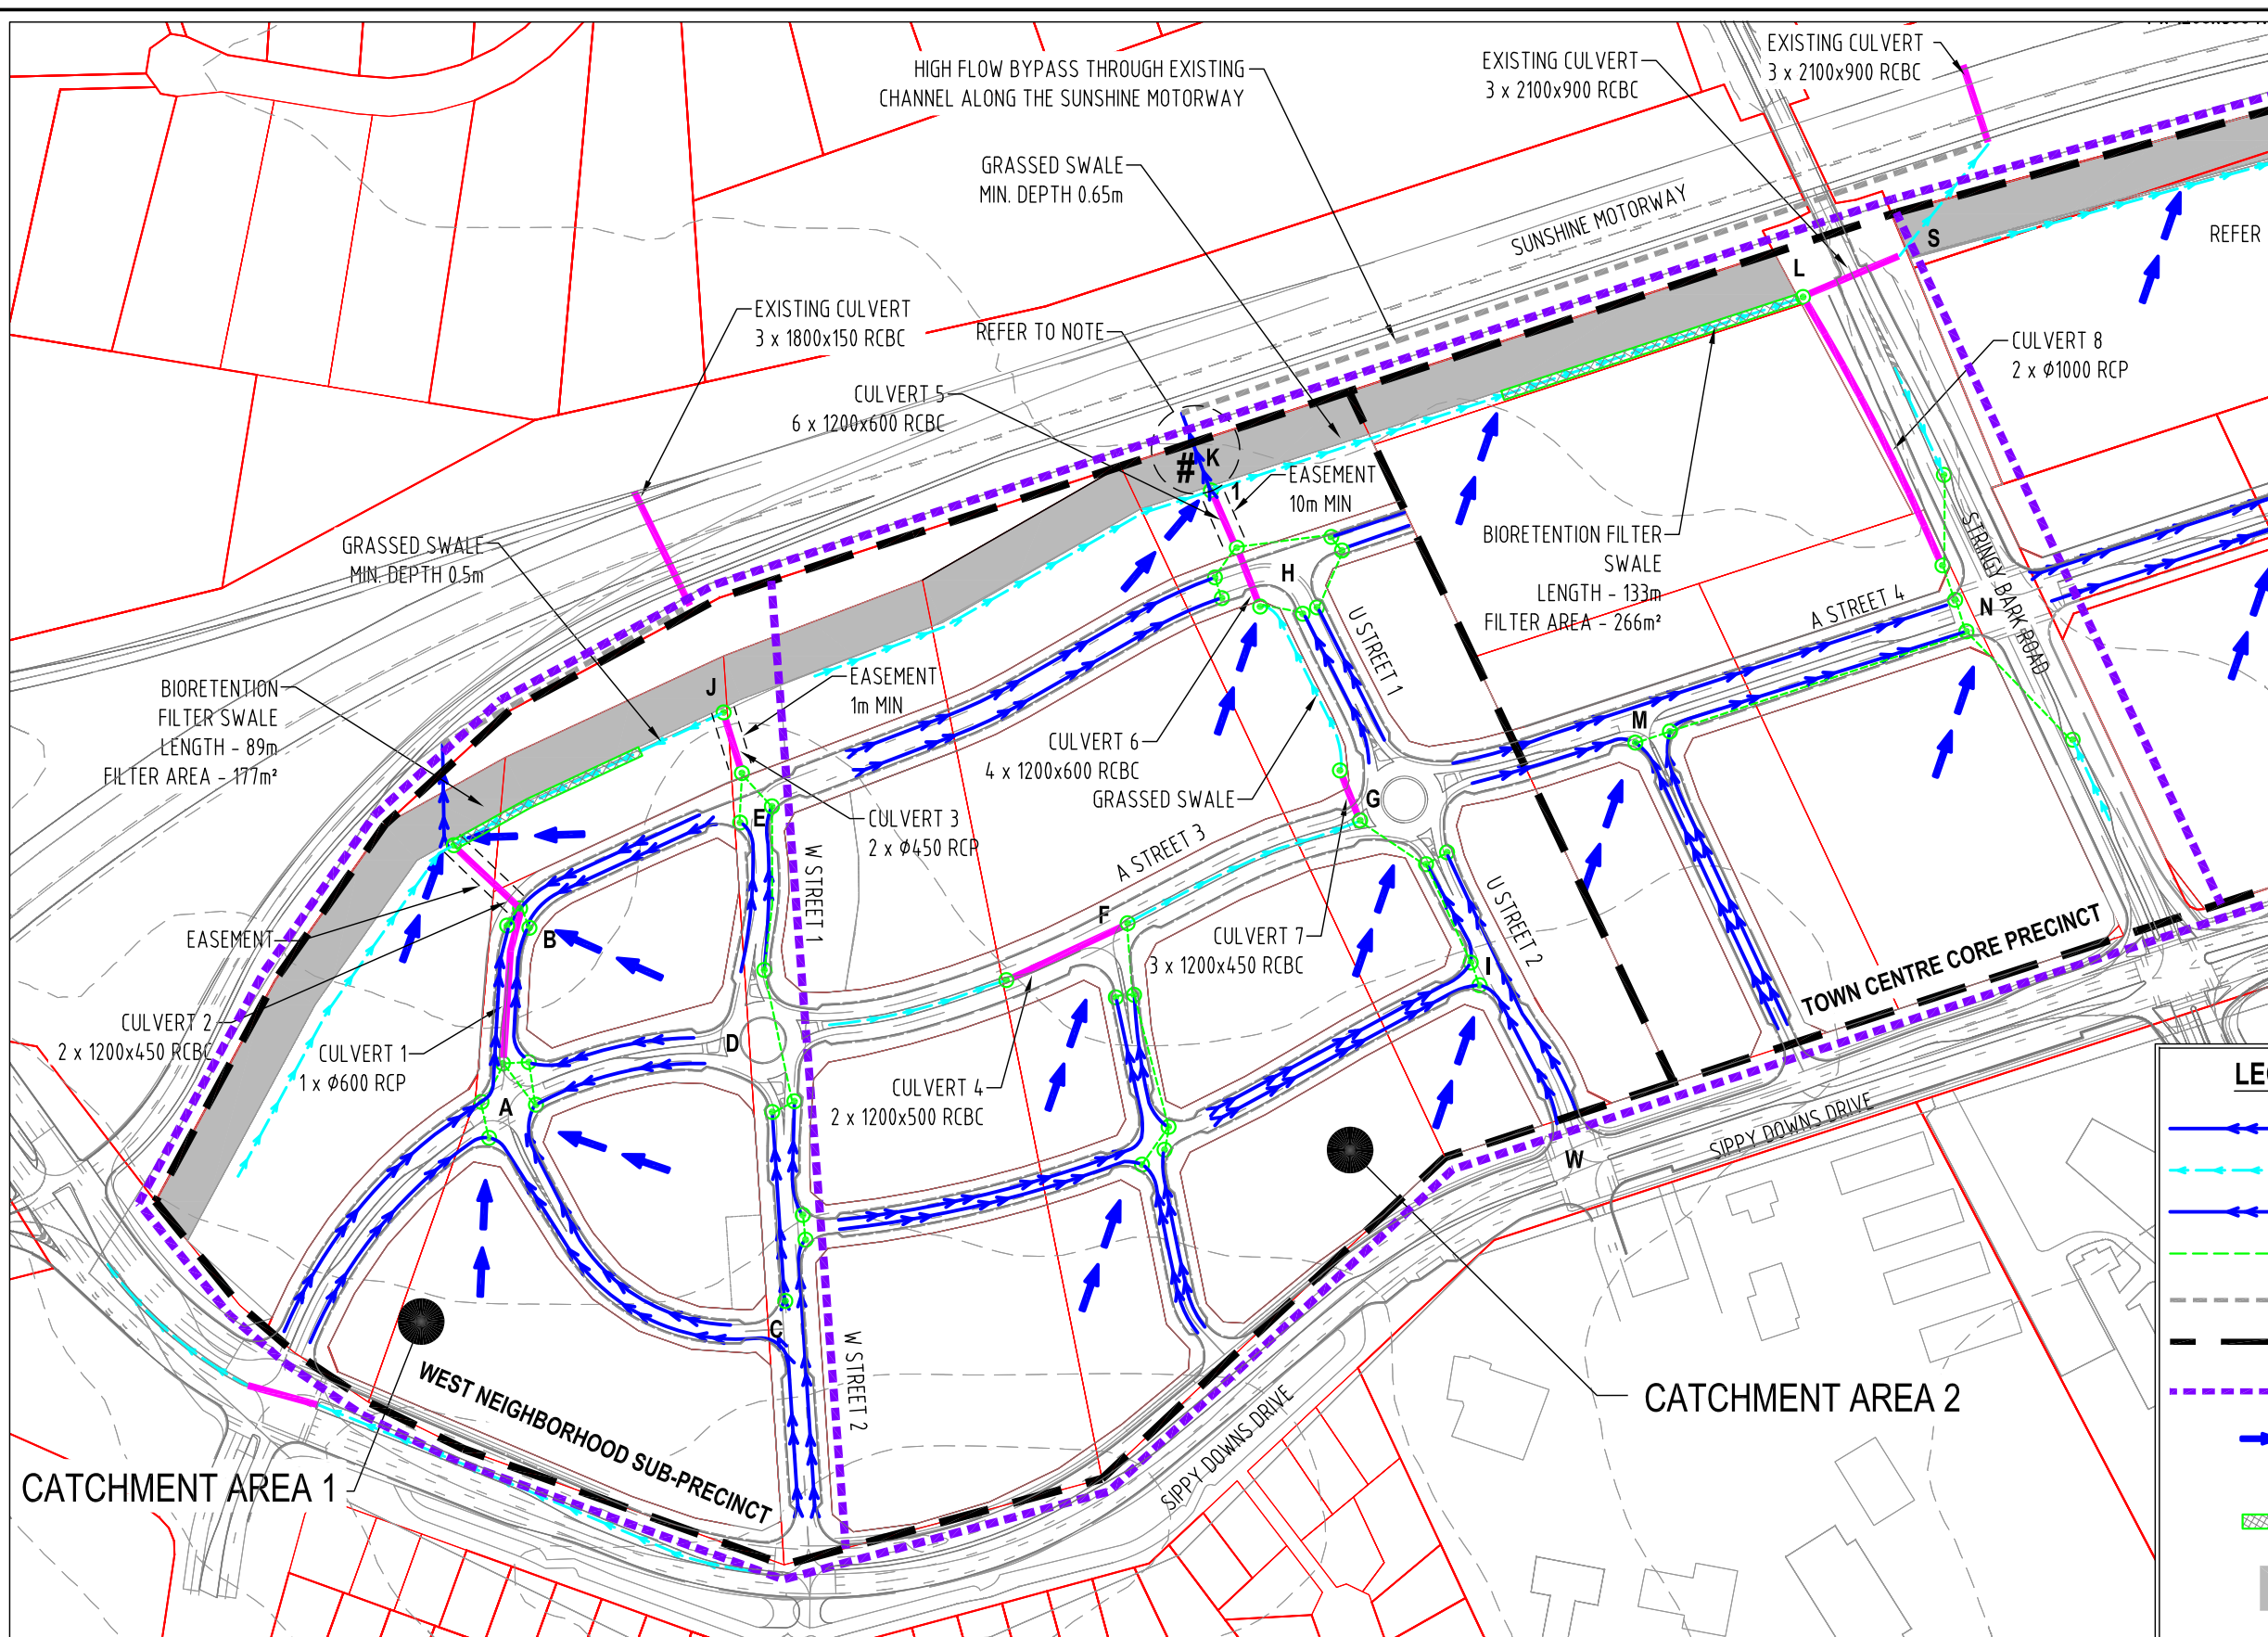 HIGH FLOW BYPASS THROUGH EXISTING
CHANNEL ALONG THE SUNSHINE MOTORWAY
EXISTING CULVERT
3 x 2100x900 RCBC
EXISTING CULVERT
3 x 2100x900 RCBC
GRASSED SWALE
MIN. DEPTH 0.65m
SUNSHINE MOTORWAY
S
REFER
L
EXISTING CULVERT
3 x 1800x150 RCBC
REFER TO NOTE
CULVERT 8
2 x Ø1000 RCP
CULVERT 5
6 x 1200x600 RCBC
# K
1
EASEMENT
10m MIN
GRASSED SWALE
MIN. DEPTH 0.5m
BIORETENTION FILTER
SWALE
LENGTH - 133m
FILTER AREA - 266m²
STRINGY BARK ROAD
H
U STREET 1
A STREET 4
N
BIORETENTION
FILTER SWALE
LENGTH - 89m
FILTER AREA - 177m²
J
EASEMENT
1m MIN
M
CULVERT 6
4 x 1200x600 RCBC
GRASSED SWALE
G
E
CULVERT 3
2 x Ø450 RCP
W STREET 1
A STREET 3
F
CULVERT 7
3 x 1200x450 RCBC
U STREET 2
I
EASEMENT
B
TOWN CENTRE CORE PRECINCT
CULVERT 2
2 x 1200x450 RCBC
CULVERT 1
1 x Ø600 RCP
D
A
CULVERT 4
2 x 1200x500 RCBC
W
SIPPY DOWNS DRIVE
C
W STREET 2
WEST NEIGHBORHOOD SUB-PRECINCT
SIPPY DOWNS DRIVE
CATCHMENT AREA 2
CATCHMENT AREA 1